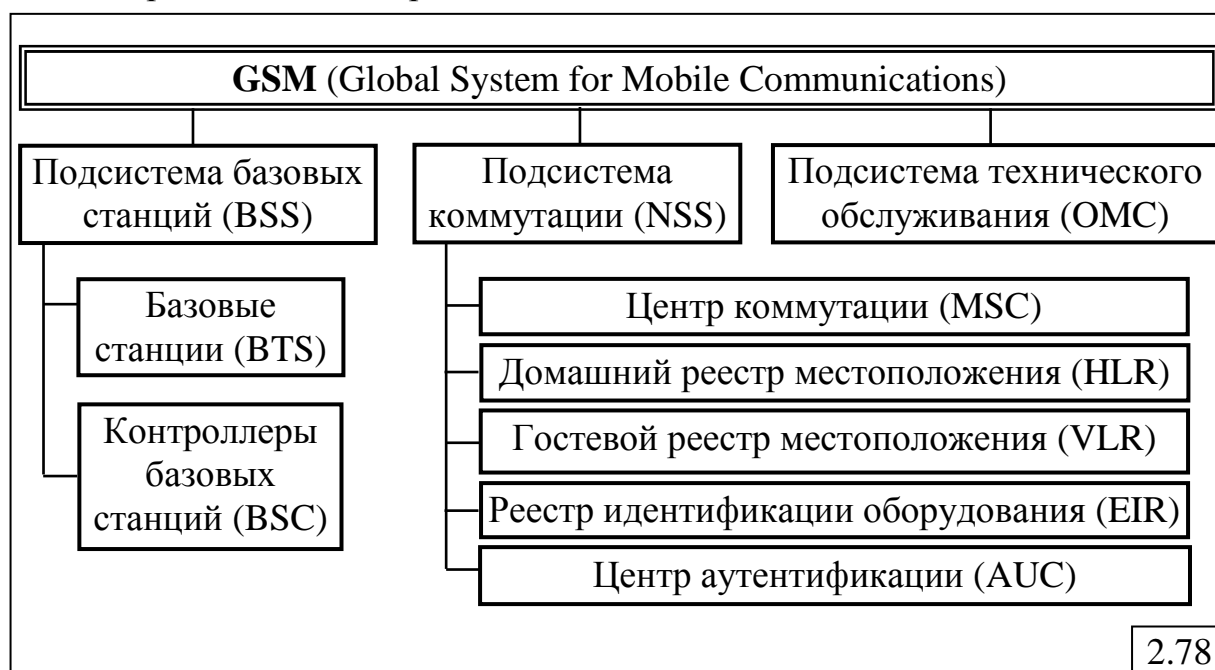 GSM (Global System for Mobile Communications)
Подсистема базовых
станций (BSS)
Базовые
станции (BTS)
Контроллеры
базовых
станций (BSC)
Подсистема
коммутации (NSS)
Центр коммутации (MSC)
Домашний реестр местоположения (HLR)
Гостевой реестр местоположения (VLR)
Реестр идентификации оборудования (EIR)
Центр аутентификации (AUC)
Подсистема технического
обслуживания (OMC)
2.78